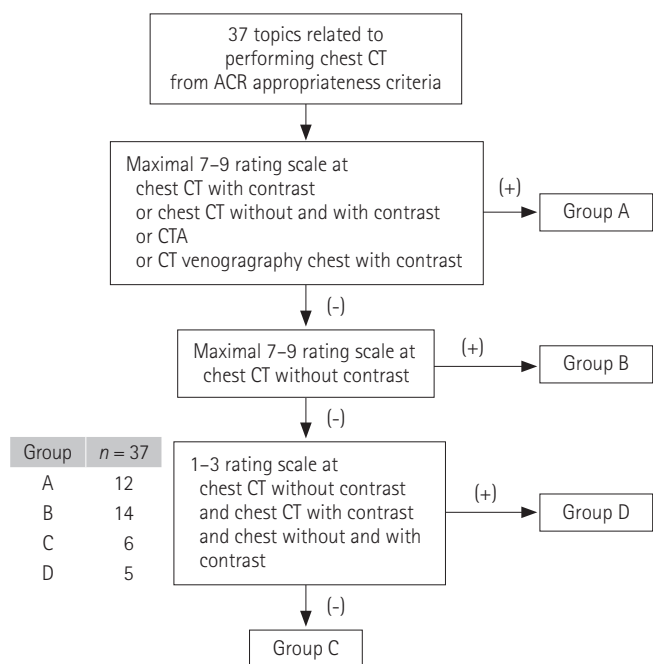 37 topics related to
performing chest CT
from ACR appropriateness criteria
Maximal 7–9 rating scale at
chest CT with contrast
or chest CT without and with contrast
or CTA
or CT venogragraphy chest with contrast
(+)
Group A
(-)
Maximal 7–9 rating scale at
chest CT without contrast
(+)
Group B
(-)
Group n = 37
A 12
B 14
C 6
D 5
1–3 rating scale at
chest CT without contrast
and chest CT with contrast
and chest without and with
contrast
(+)
Group D
(-)
Group C